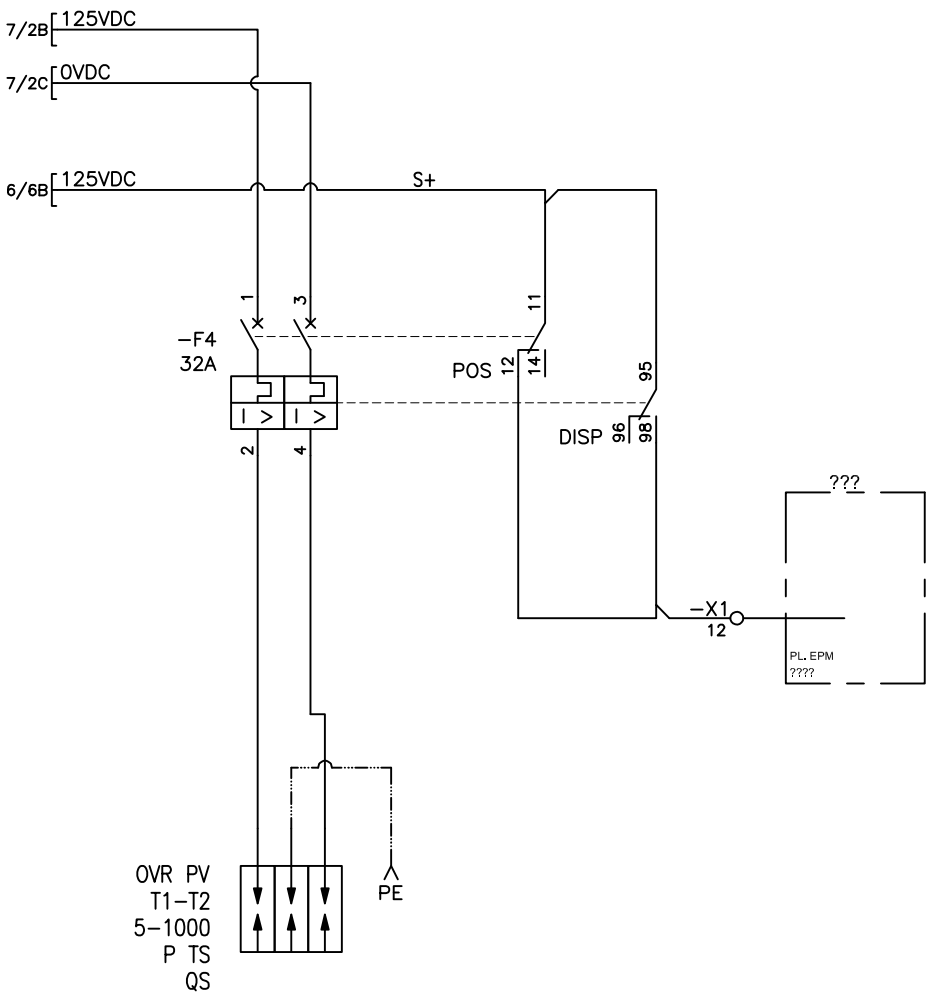 7/2B
125VDC
7/2C
0VDC
6/6B
125VDC
S+
1
3
11
-F4
32A
POS
12
14
95
I >
I >
DISP
96
98
2
4
???
-X1
12
PL. EPM
????
OVR PV
T1-T2
5-1000
P TS
QS
PE